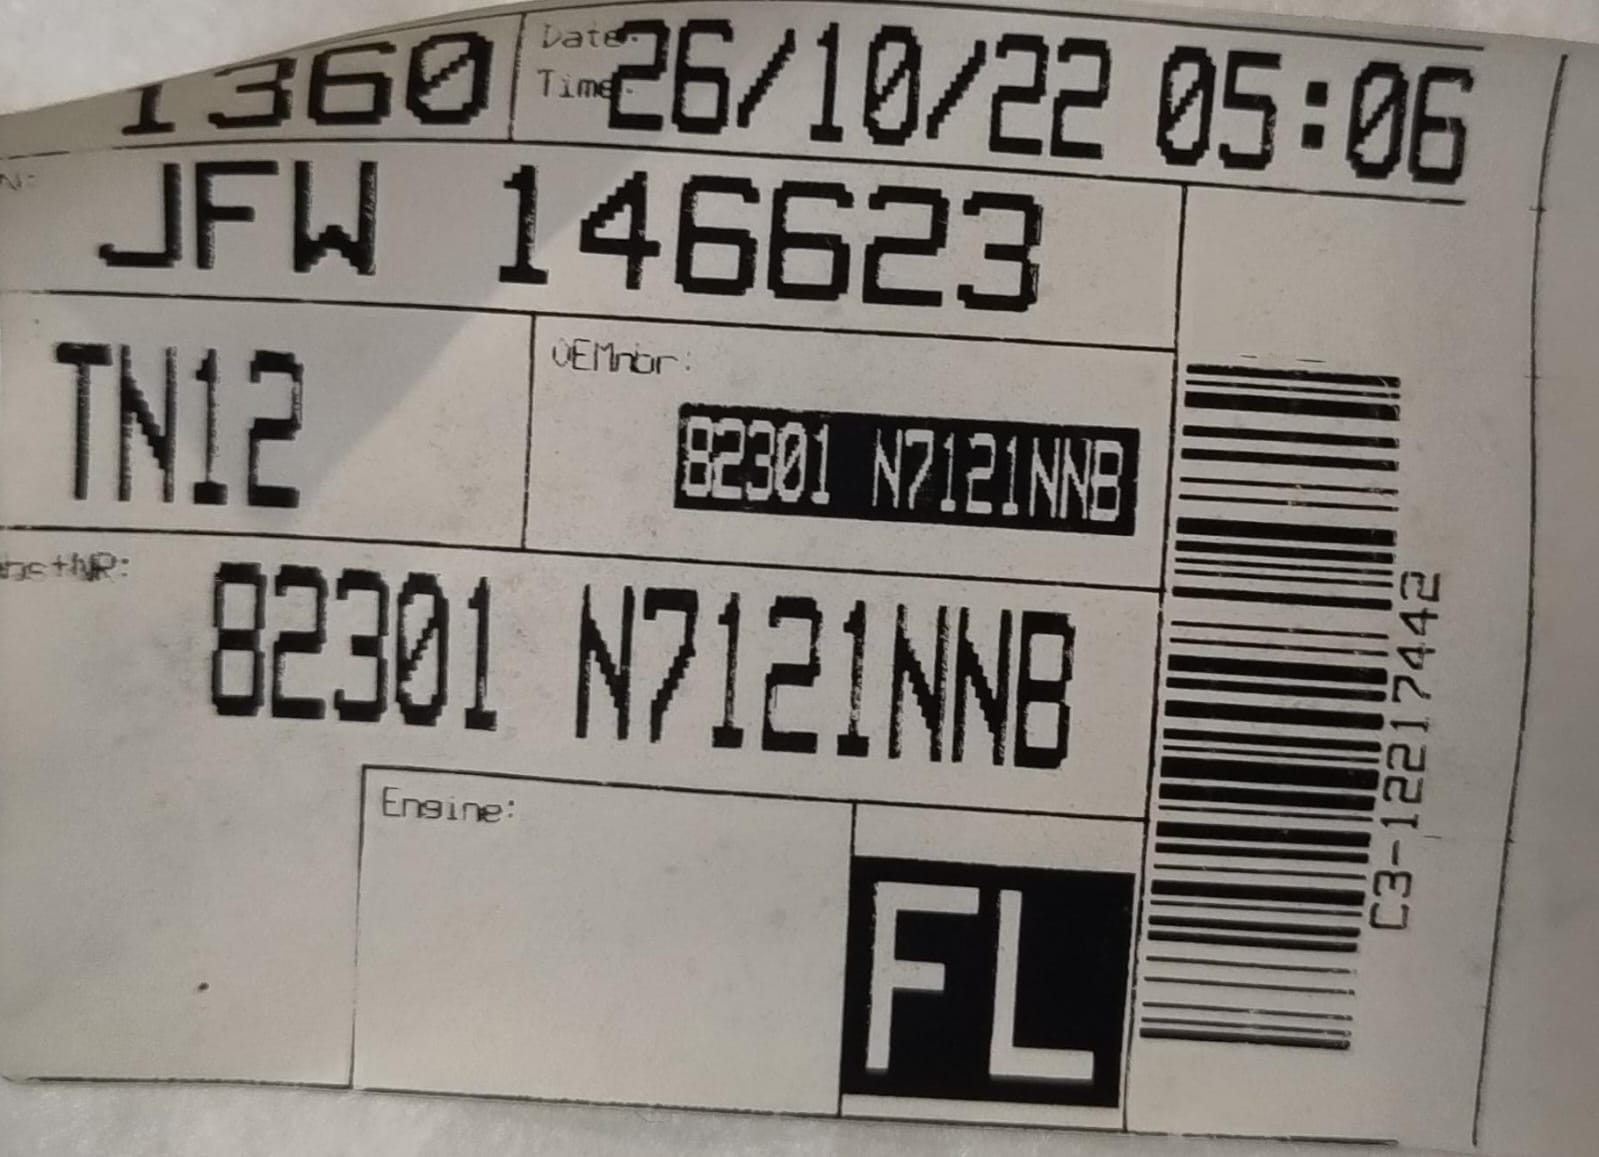 1360
Date: 26/10/22 05:06
Time:
N:
JFW 146623
TN12
OEMnbr:
82301 N7121NNB
82301 N7121NNB
Engine:
FL
C3-12217442